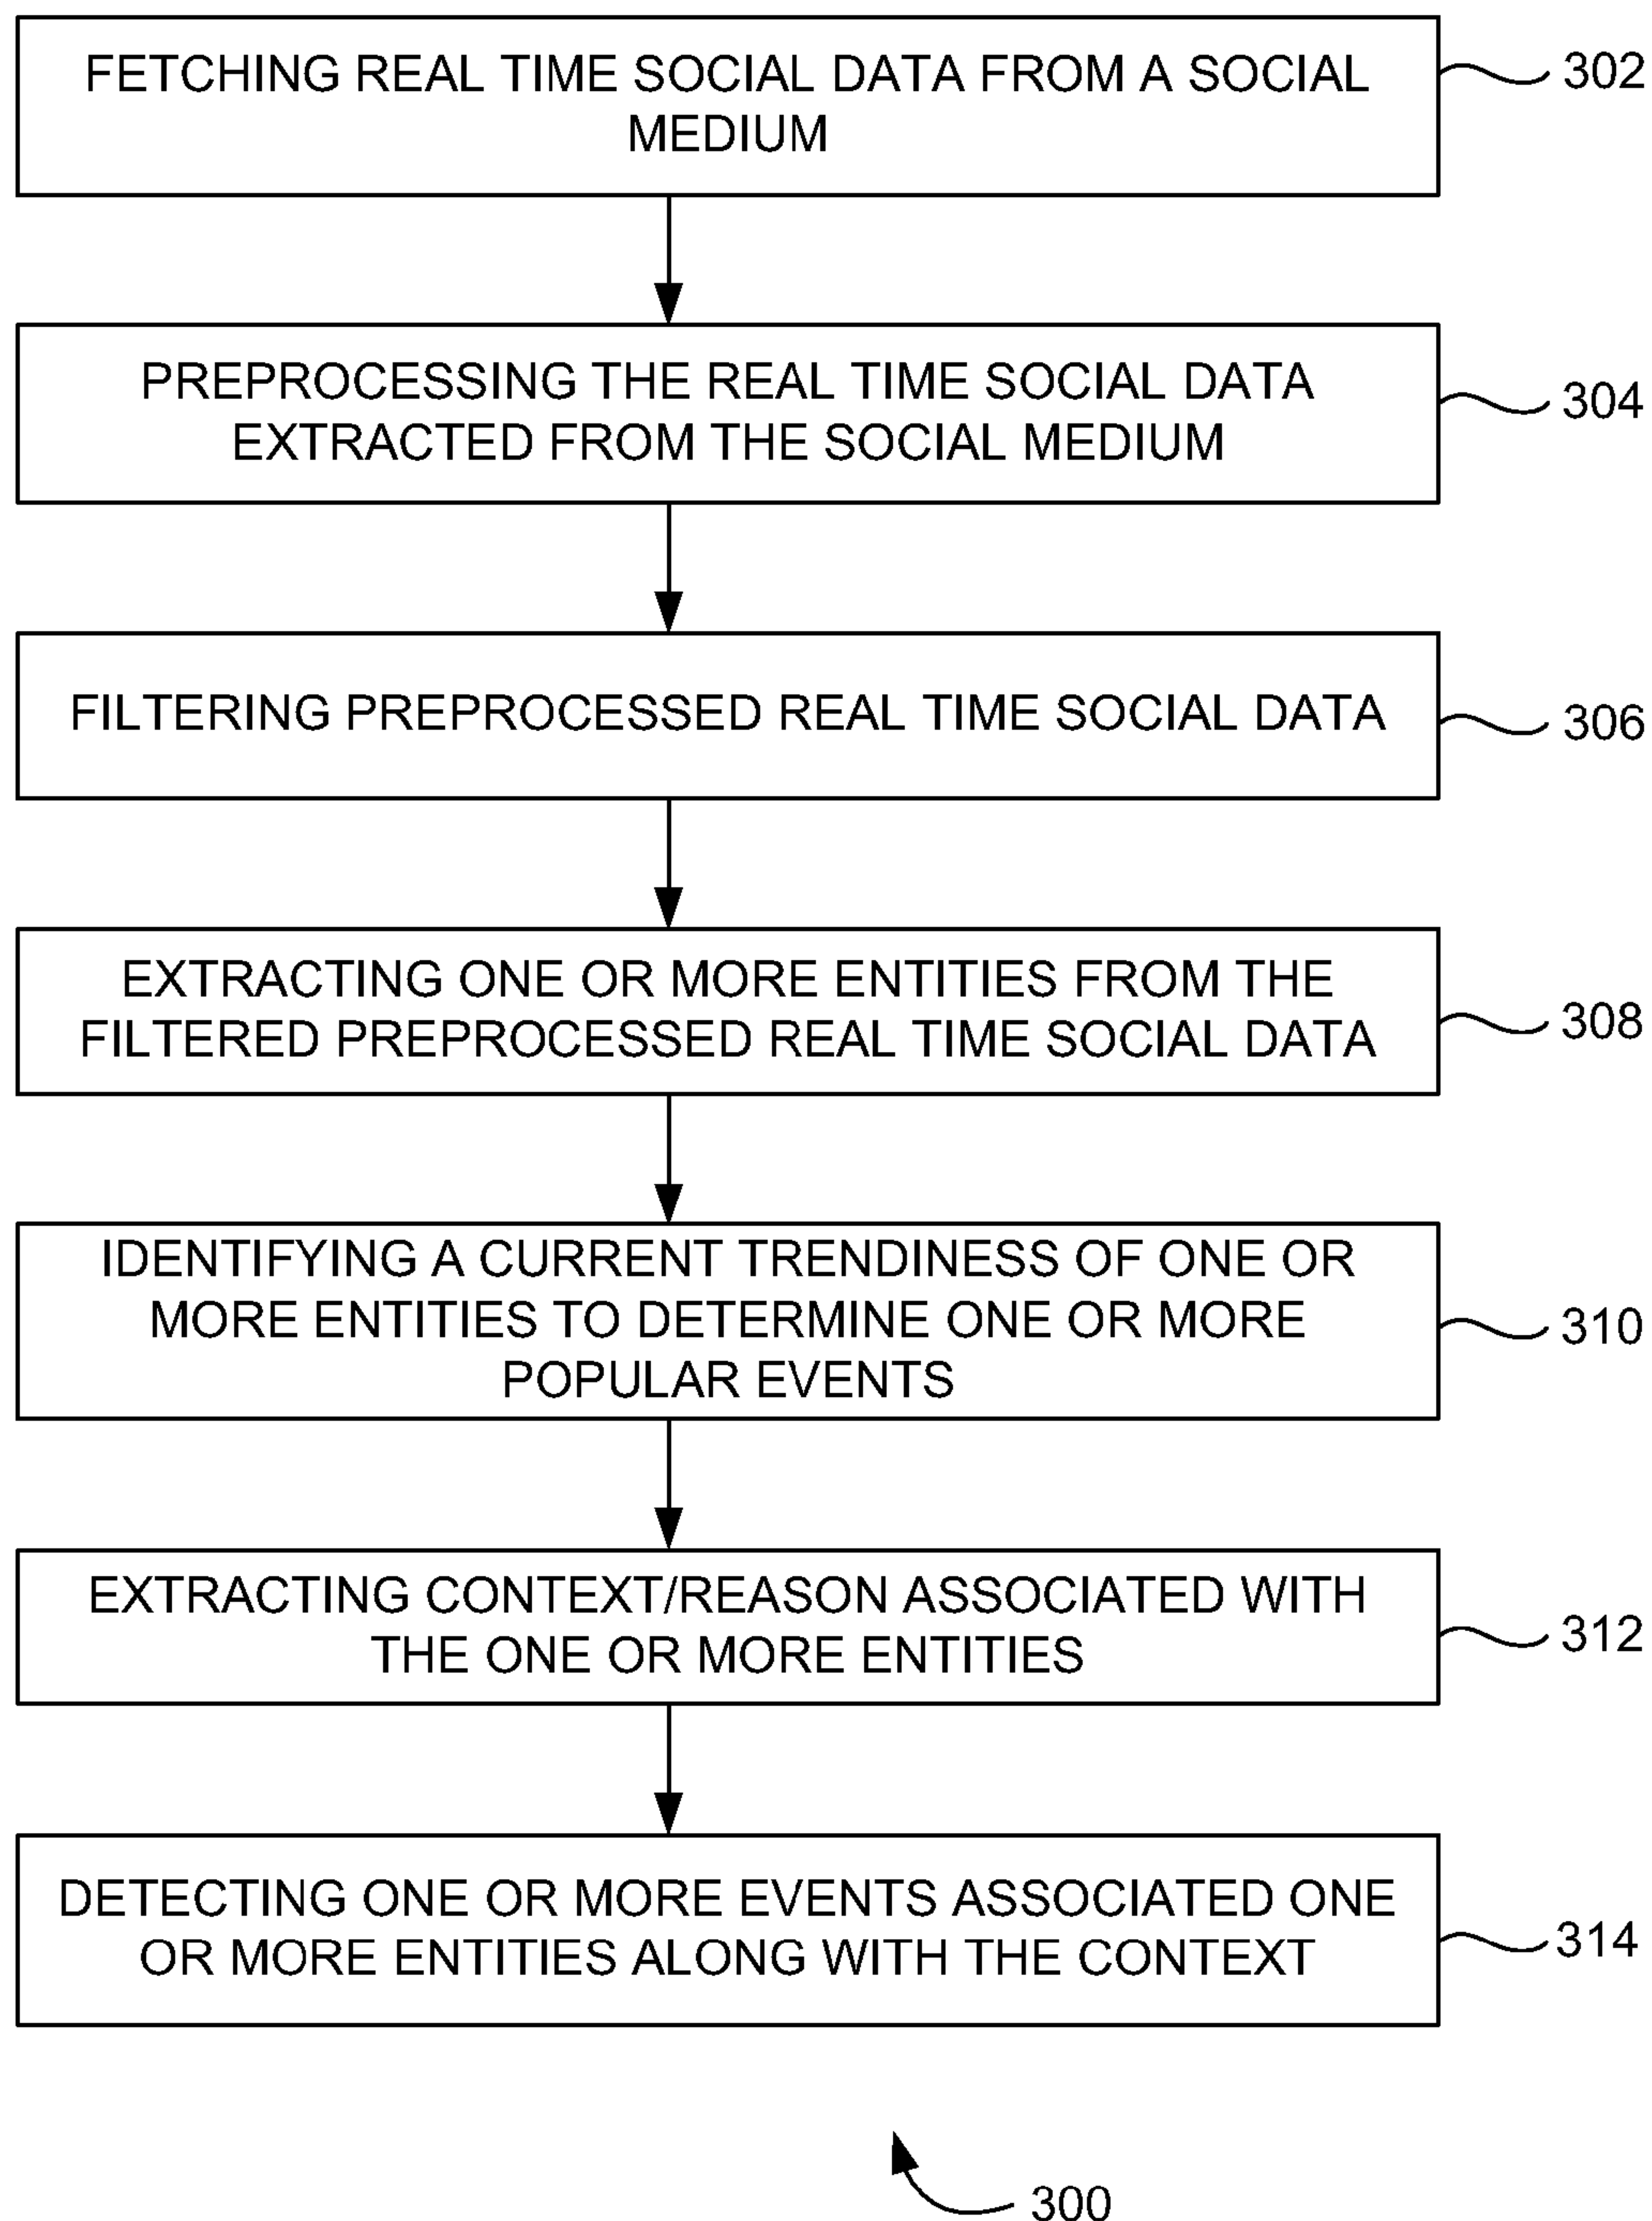 FETCHING REAL TIME SOCIAL DATA FROM A SOCIAL
MEDIUM
302
PREPROCESSING THE REAL TIME SOCIAL DATA
EXTRACTED FROM THE SOCIAL MEDIUM
304
FILTERING PREPROCESSED REAL TIME SOCIAL DATA
306
EXTRACTING ONE OR MORE ENTITIES FROM THE
FILTERED PREPROCESSED REAL TIME SOCIAL DATA
308
IDENTIFYING A CURRENT TRENDINESS OF ONE OR
MORE ENTITIES TO DETERMINE ONE OR MORE
POPULAR EVENTS
310
EXTRACTING CONTEXT/REASON ASSOCIATED WITH
THE ONE OR MORE ENTITIES
312
DETECTING ONE OR MORE EVENTS ASSOCIATED ONE
OR MORE ENTITIES ALONG WITH THE CONTEXT
314
300